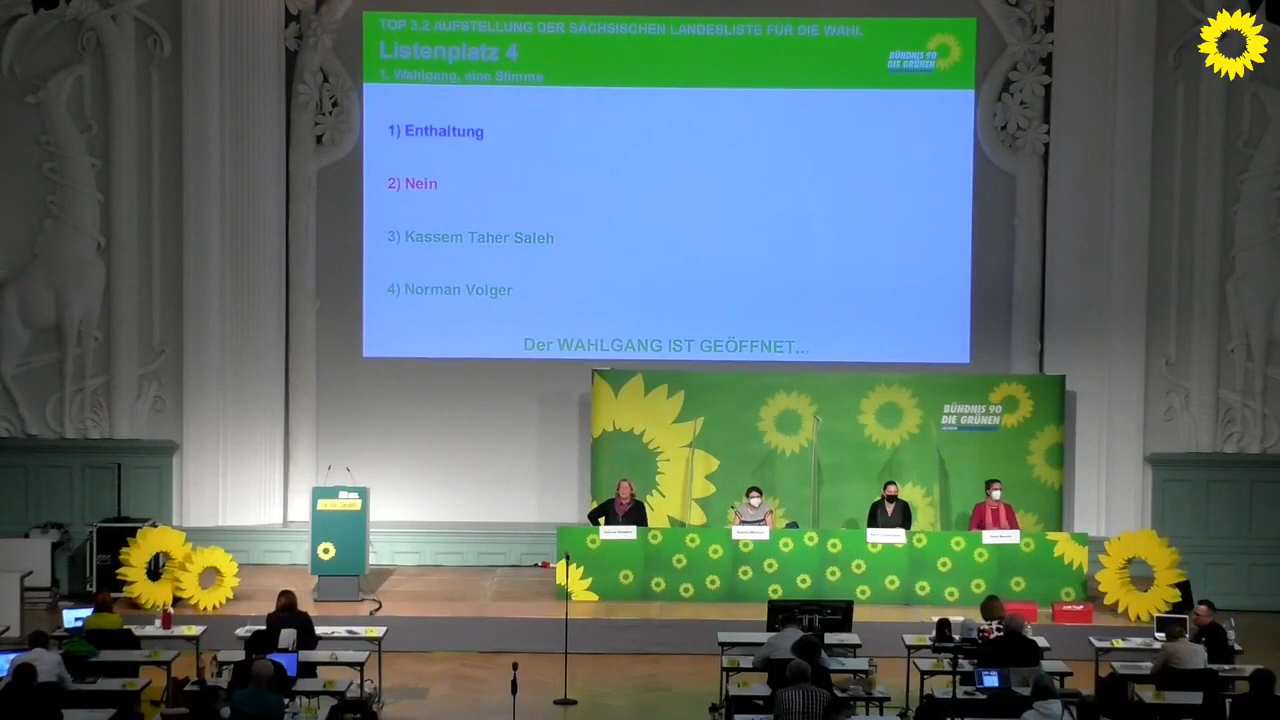 TOP 3.2 AUFSTELLUNG DER SÄCHSISCHEN LANDESLISTE FÜR DIE WAHL
Listenplatz 4
1. Wahlgang, eine Stimme
BÜNDNIS 90
DIE GRÜNEN
1) Enthaltung
2) Nein
3) Kassem Taher Saleh
4) Norman Volger
Der WAHLGANG IST GEÖFFNET...
BÜNDNIS 90
DIE GRÜNEN